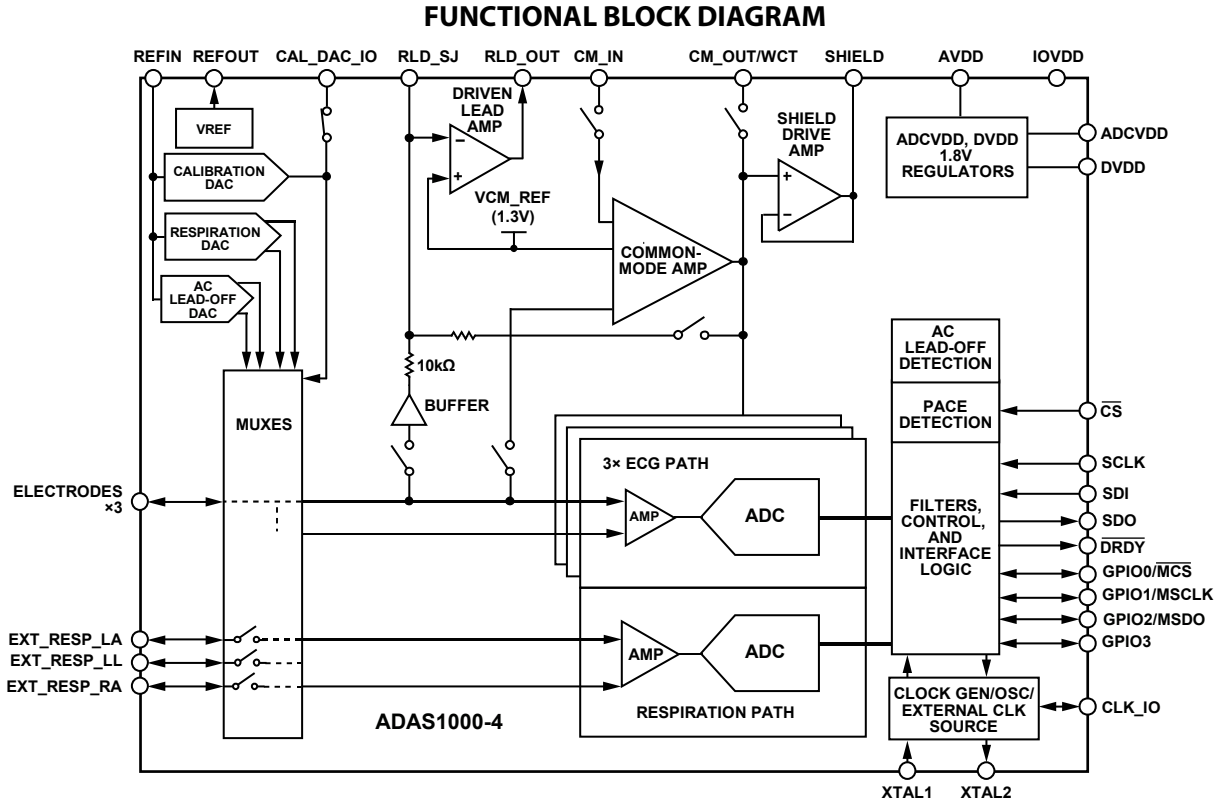 FUNCTIONAL BLOCK DIAGRAM
REFIN REFOUT CAL_DAC_IO RLD_SJ RLD_OUT CM_IN CM_OUT/WCT SHIELD AVDD IOVDD
DRIVEN
LEAD
AMP
VREF
SHIELD
DRIVE
AMP
ADCVDD, DVDD
1.8V
REGULATORS
ADCVDD
DVDD
CALIBRATION
DAC
–
+
+
–
VCM_REF
(1.3V)
RESPIRATION
DAC
COMMON-
MODE AMP
AC
LEAD-OFF
DAC
AC
LEAD-OFF
DETECTION
10kΩ
BUFFER
MUXES
PACE
DETECTION
C̅S̅
3× ECG PATH
SCLK
ELECTRODES
×3
SDI
AMP
ADC
FILTERS,
CONTROL,
AND
INTERFACE
LOGIC
SDO
D̅R̅D̅Y̅
GPIO0/M̅C̅S̅
GPIO1/MSCLK
GPIO2/MSDO
GPIO3
EXT_RESP_LA
EXT_RESP_LL
EXT_RESP_RA
AMP
ADC
RESPIRATION PATH
ADAS1000-4
CLOCK GEN/OSC/
EXTERNAL CLK
SOURCE
CLK_IO
XTAL1 XTAL2